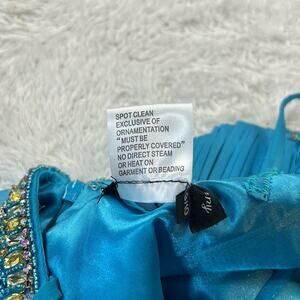 SPOT CLEAN
EXCLUSIVE OF
ORNAMENTATION
"MUST BE
PROPERLY COVERED"
NO DIRECT STEAM
OR HEAT ON
GARMENT OR BEADING